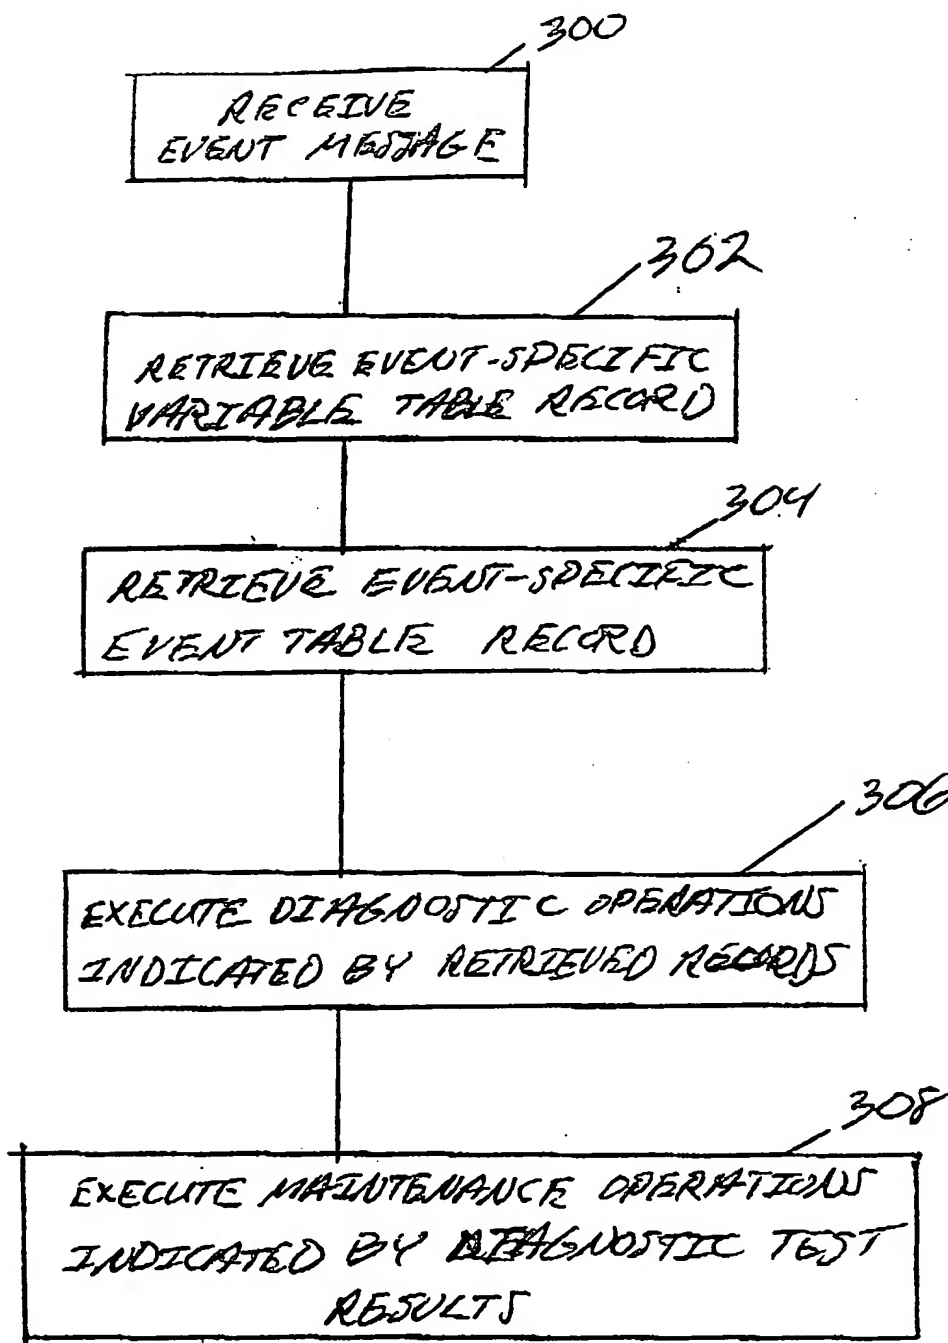 300
RECEIVE
EVENT MESSAGE
302
RETRIEVE EVENT-SPECIFIC
VARIABLE TABLE RECORD
304
RETRIEVE EVENT-SPECIFIC
EVENT TABLE RECORD
306
EXECUTE DIAGNOSTIC OPERATIONS
INDICATED BY RETRIEVED RECORDS
308
EXECUTE MAINTENANCE OPERATIONS
INDICATED BY DIAGNOSTIC TEST
RESULTS